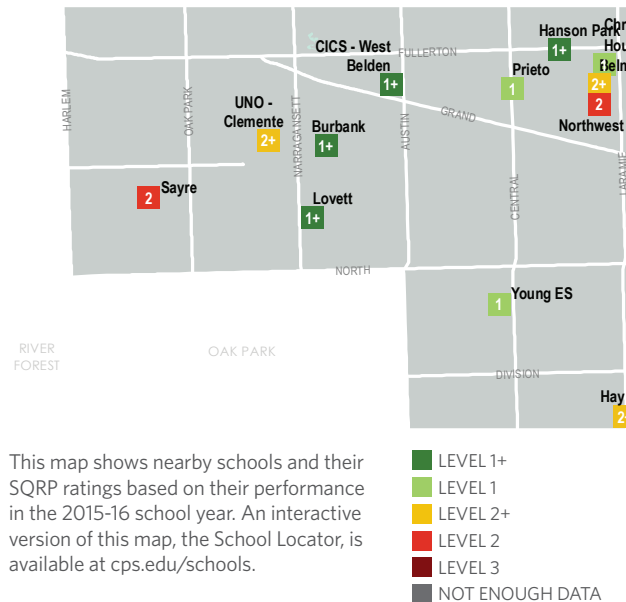 Hanson Park
Chr
Hou
Beln
CICS - West
Belden
FULLERTON
1+
1+
Prieto
1
2+
2
Northwest
UNO -
Clemente
2+
Burbank
1+
GRAND
HARLEM
OAK PARK
NARRAGANSETT
AUSTIN
CENTRAL
LARAMIE
Sayre
2
Lovett
1+
NORTH
Young ES
1
RIVER
FOREST
OAK PARK
DIVISION
Hay
2+
This map shows nearby schools and their
SQRP ratings based on their performance
in the 2015-16 school year. An interactive
version of this map, the School Locator, is
available at cps.edu/schools.
LEVEL 1+
LEVEL 1
LEVEL 2+
LEVEL 2
LEVEL 3
NOT ENOUGH DATA